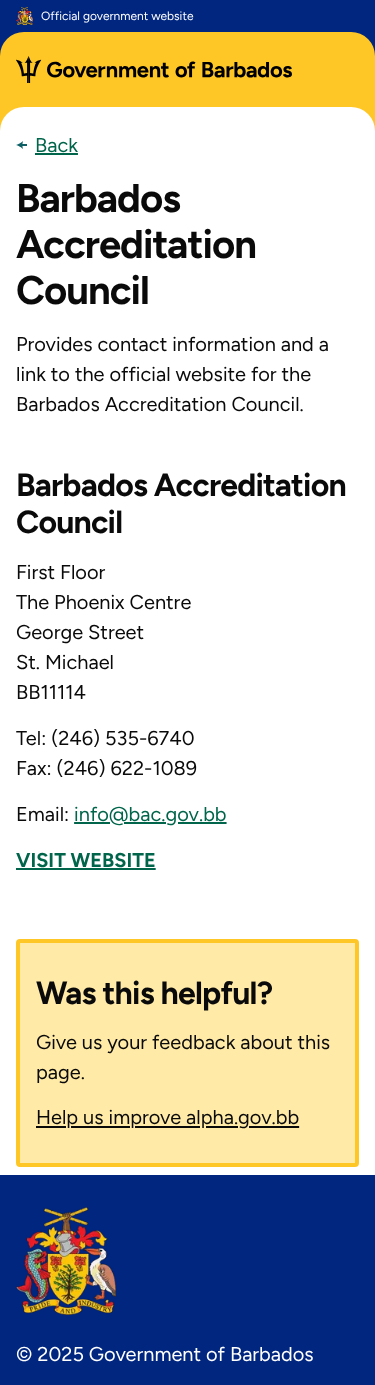 Official government website
Government of Barbados
Back
Barbados
Accreditation
Council
Provides contact information and a
link to the official website for the
Barbados Accreditation Council.
Barbados Accreditation
Council
First Floor
The Phoenix Centre
George Street
St. Michael
BB11114
Tel: (246) 535-6740
Fax: (246) 622-1089
Email: info@bac.gov.bb
VISIT WEBSITE
Was this helpful?
Give us your feedback about this
page.
Help us improve alpha.gov.bb
PRIDE AND INDUSTRY
© 2025 Government of Barbados